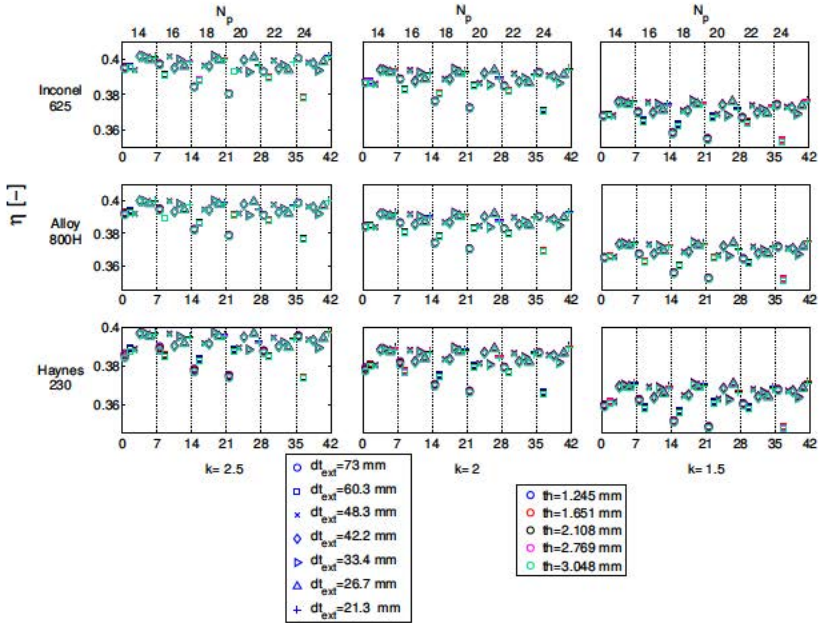 N_p N_p N_p
14 16 18 20 22 24 14 16 18 20 22 24 14 16 18 20 22 24
Inconel
625
0.4
0.38
0.36
0 7 14 21 28 35 42 0 7 14 21 28 35 42 0 7 14 21 28 35 42
η [−]
Alloy
800H
0.4
0.38
0.36
0 7 14 21 28 35 42 0 7 14 21 28 35 42 0 7 14 21 28 35 42
Haynes
230
0.4
0.38
0.36
0 7 14 21 28 35 42 0 7 14 21 28 35 42 0 7 14 21 28 35 42
k= 2.5 k= 2 k= 1.5
dt_ext=73 mm
dt_ext=60.3 mm
dt_ext=48.3 mm
dt_ext=42.2 mm
dt_ext=33.4 mm
dt_ext=26.7 mm
dt_ext=21.3 mm
th=1.245 mm
th=1.651 mm
th=2.108 mm
th=2.769 mm
th=3.048 mm